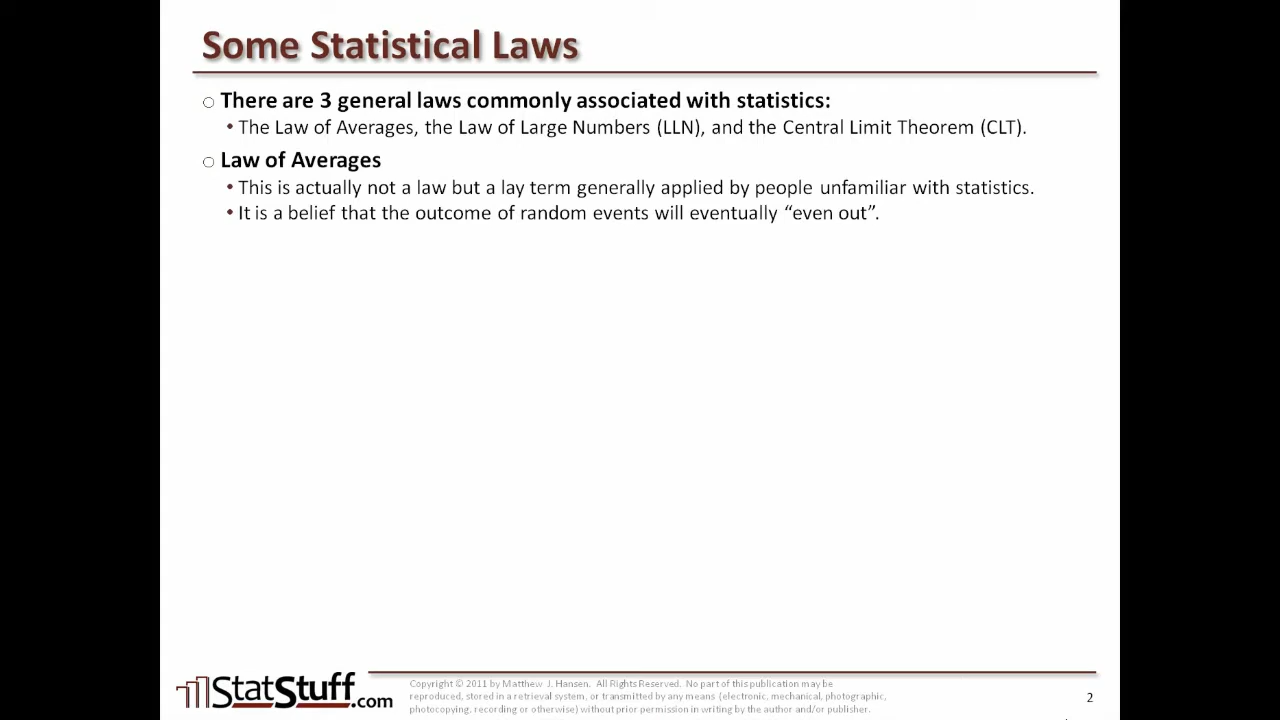 Some Statistical Laws
○ There are 3 general laws commonly associated with statistics:
• The Law of Averages, the Law of Large Numbers (LLN), and the Central Limit Theorem (CLT).
○ Law of Averages
• This is actually not a law but a lay term generally applied by people unfamiliar with statistics.
• It is a belief that the outcome of random events will eventually “even out”.
StatStuff.com
Copyright © 2011 by Matthew J. Hansen. All Rights Reserved. No part of this publication may be
reproduced, stored in a retrieval system, or transmitted by any means (electronic, mechanical, photographic,
photocopying, recording or otherwise) without prior permission in writing by the author and/or publisher.
2